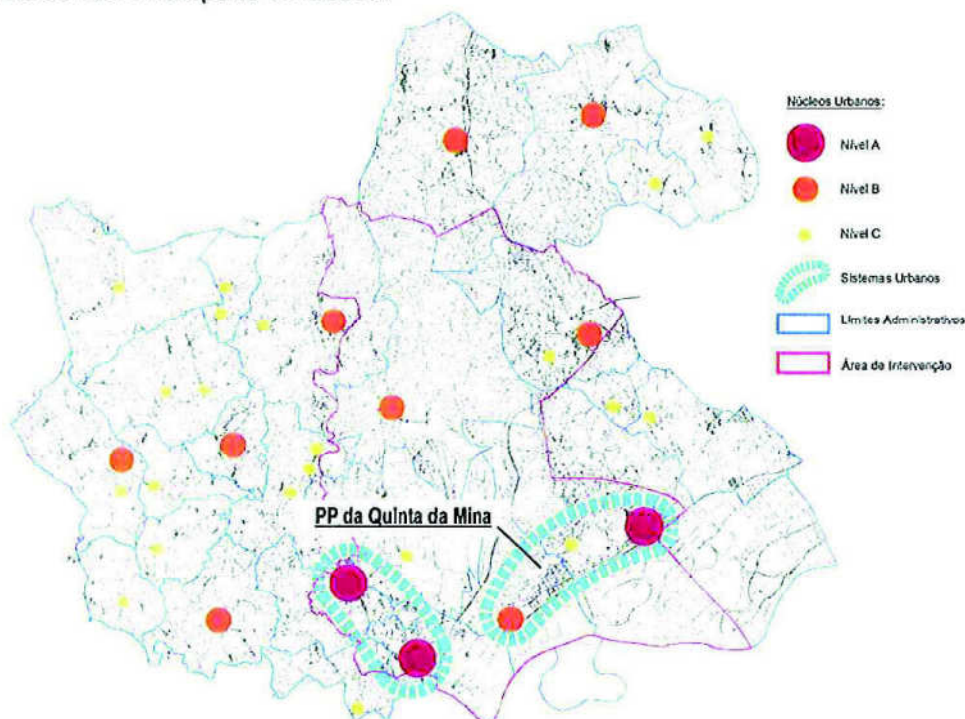 Núcleos Urbanos:
Nível A
Nível B
Nível C
Sistemas Urbanos
Limites Administrativos
Área de Intervenção
PP da Quinta da Mina